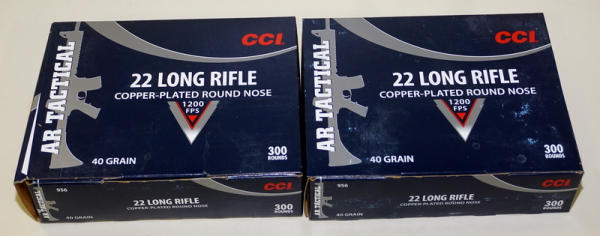 AR TACTICAL
CCI.
22 LONG RIFLE
COPPER-PLATED ROUND NOSE
1200
FPS
40 GRAIN
300
ROUNDS
956
CCI.
22 LONG RIFLE
COPPER-PLATED ROUND NOSE
40 GRAIN
300
ROUNDS
AR TACTICAL
CCI.
22 LONG RIFLE
COPPER-PLATED ROUND NOSE
1200
FPS
40 GRAIN
300
ROUNDS
956
CCI.
22 LONG RIFLE
COPPER-PLATED ROUND NOSE
40 GRAIN
300
ROUNDS